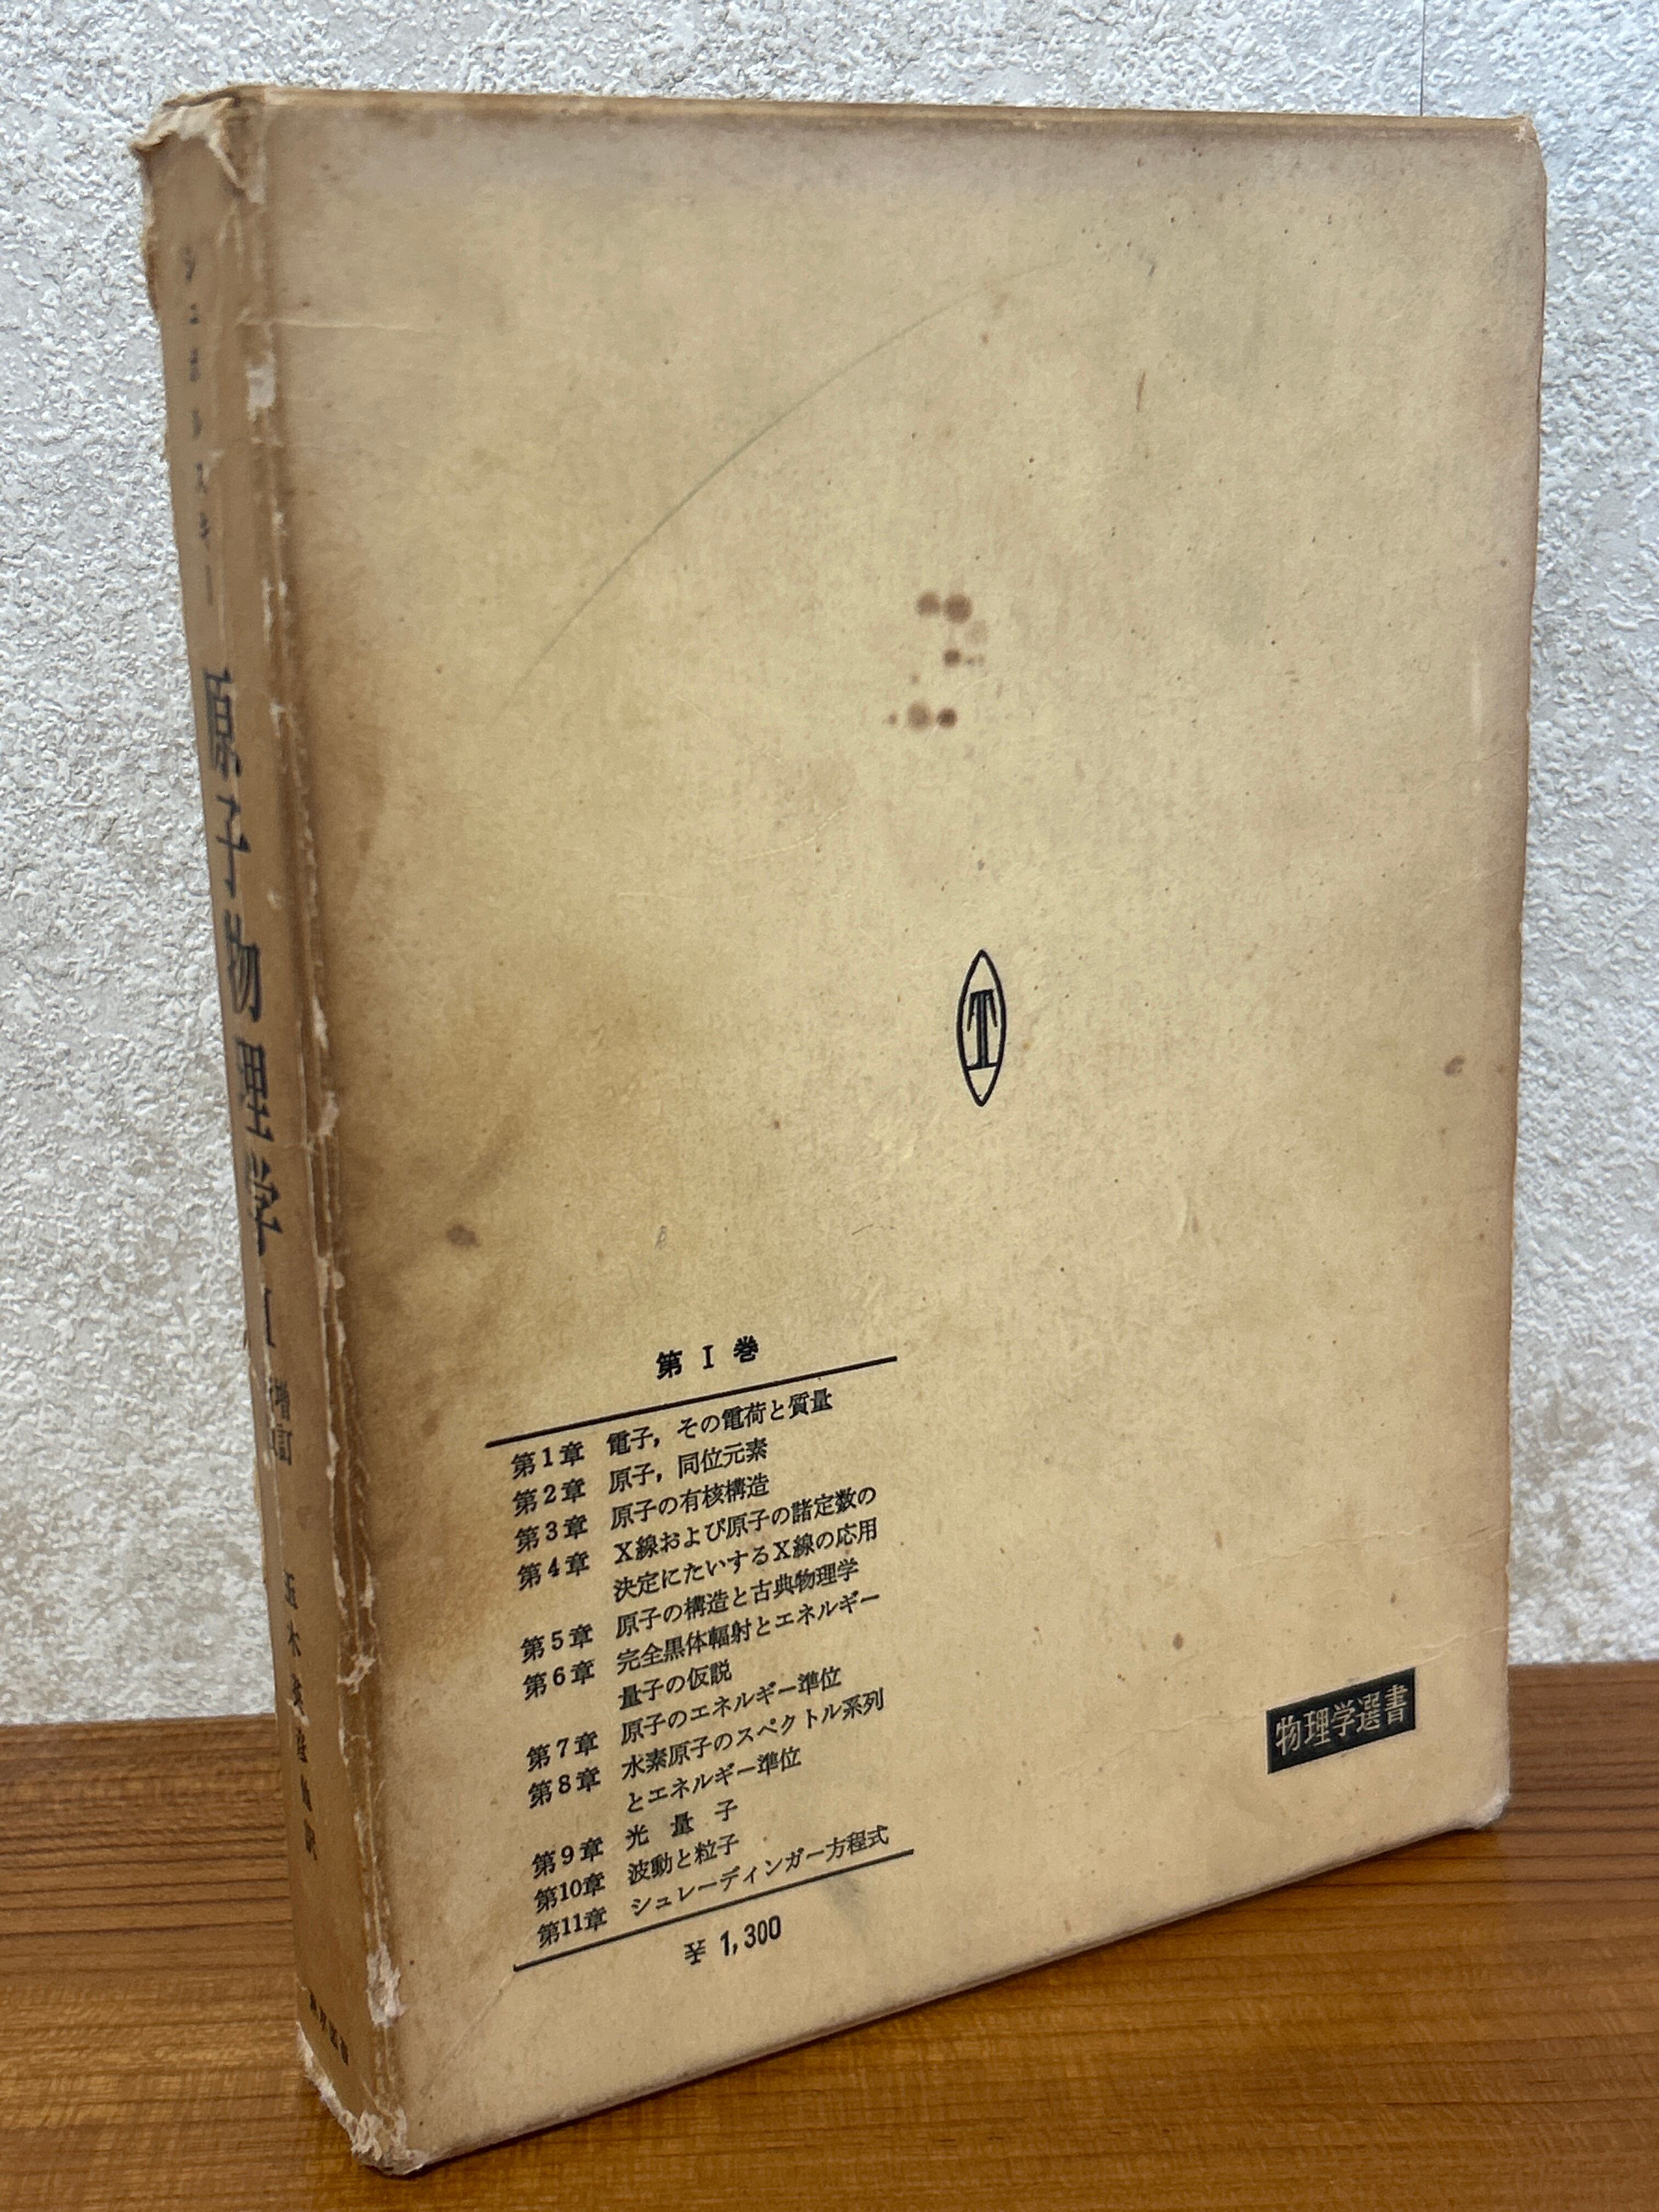 原子物理学 I 増訂
T
第 I 巻
第1章 電子，その電荷と質量
第2章 原子，同位元素
第3章 原子の有核構造
第4章 X線および原子の諸定数の
決定にたいするX線の応用
第5章 原子の構造と古典物理学
第6章 完全黒体輻射とエネルギー
量子の仮説
第7章 原子のエネルギー準位
第8章 水素原子のスペクトル系列
とエネルギー準位
第9章 光量子
第10章 波動と粒子
第11章 シュレーディンガー方程式
¥ 1,300
物理学選書